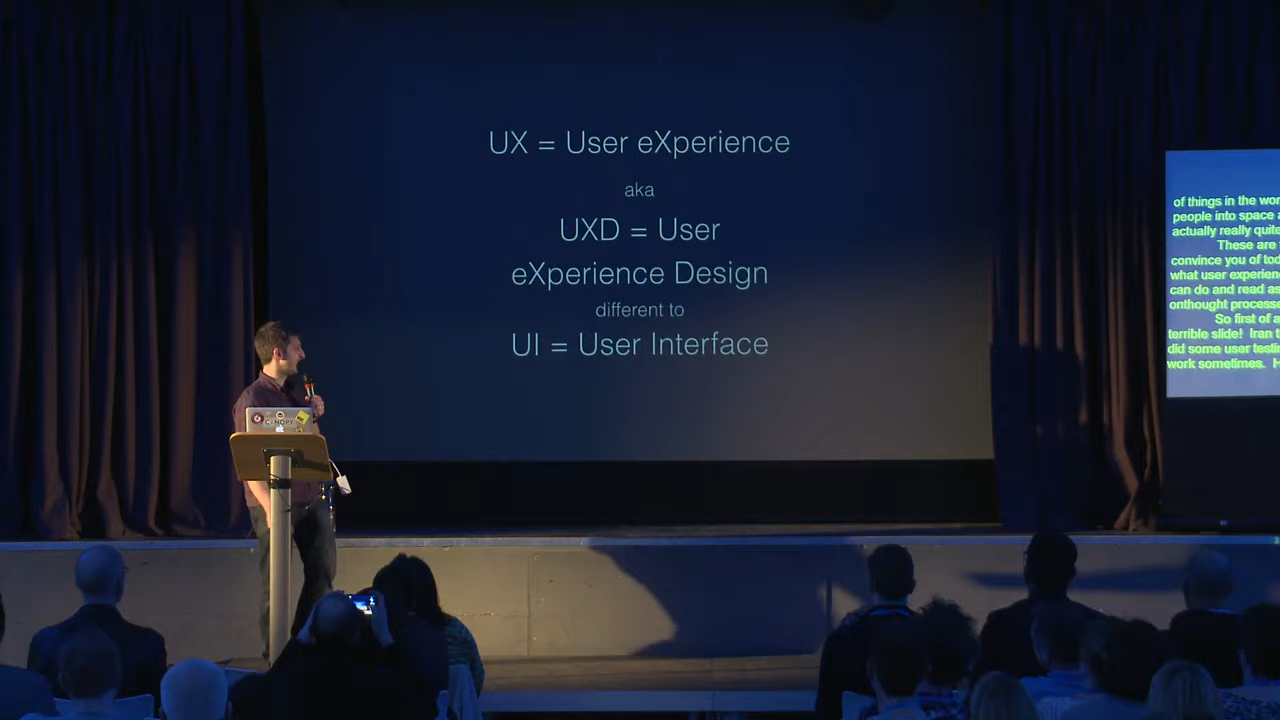 UX = User eXperience
aka
UXD = User
eXperience Design
different to
UI = User Interface
CANOPY
of things in the wor
people into space a
actually really quite
These are
convince you of tod
what user experien
can do and read as
onthought processe
So first of a
terrible slide! Iran t
did some user testin
work sometimes. H